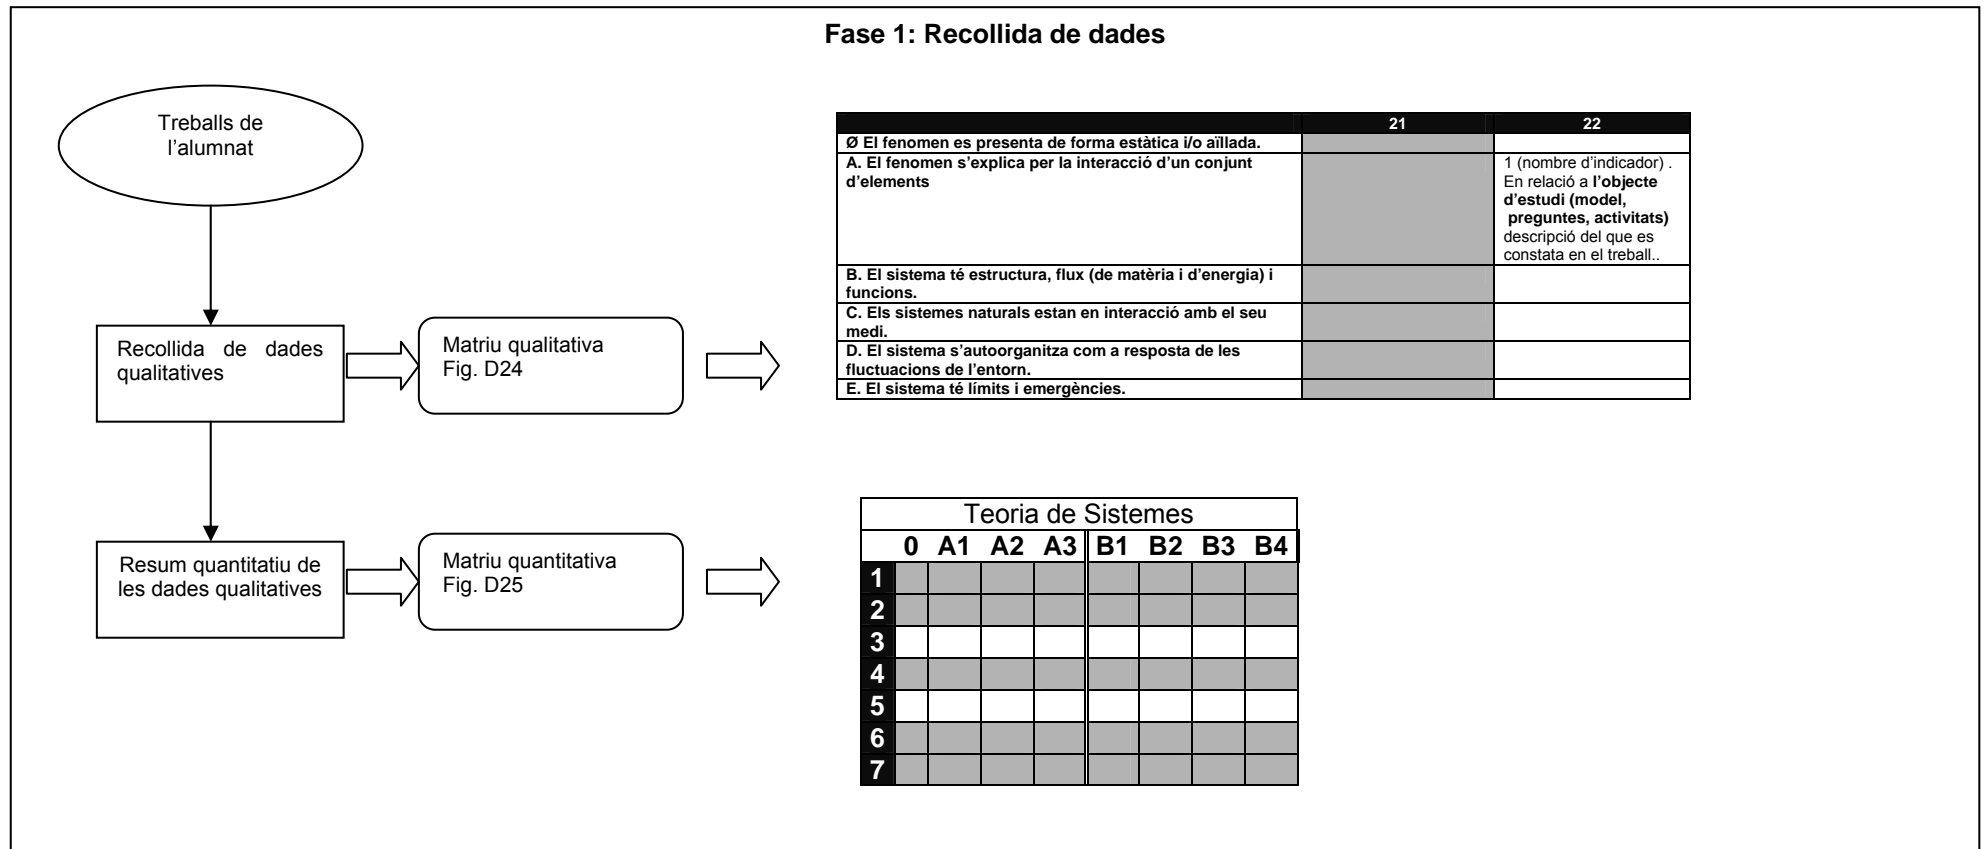 Fase 1: Recollida de dades
Treballs de
l’alumnat
Recollida de dades
qualitatives
Matriu qualitativa
Fig. D24
21 22
Ø El fenomen es presenta de forma estàtica i/o aïllada.
A. El fenomen s’explica per la interacció d’un conjunt
d’elements
1 (nombre d’indicador) .
En relació a l’objecte
d’estudi (model,
preguntes, activitats)
descripció del que es
constata en el treball..
B. El sistema té estructura, flux (de matèria i d’energia) i
funcions.
C. Els sistemes naturals estan en interacció amb el seu
medi.
D. El sistema s’autoorganitza com a resposta de les
fluctuacions de l’entorn.
E. El sistema té límits i emergències.
Resum quantitatiu de
les dades qualitatives
Matriu quantitativa
Fig. D25
Teoria de Sistemes
0 A1 A2 A3 B1 B2 B3 B4
1
2
3
4
5
6
7